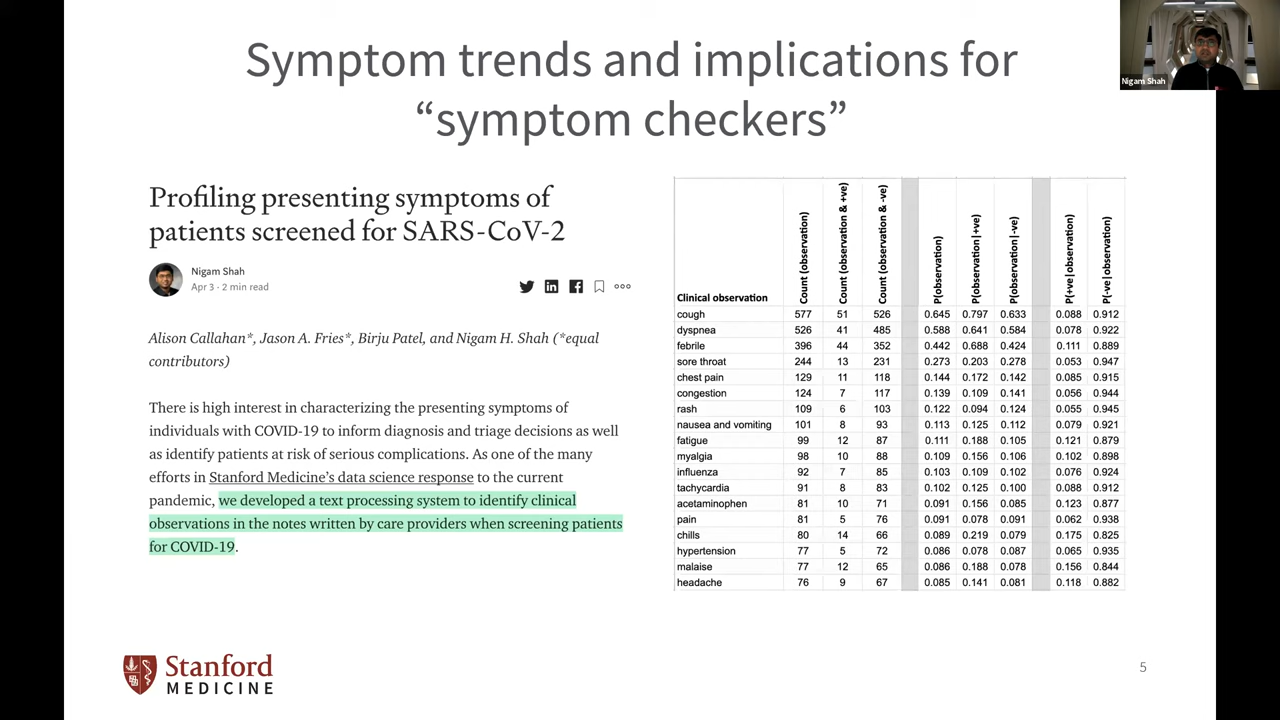 Symptom trends and implications for
“symptom checkers”
Nigam Shah
Profiling presenting symptoms of
patients screened for SARS-CoV-2
Nigam Shah
Apr 3 · 2 min read
Alison Callahan*, Jason A. Fries*, Birju Patel, and Nigam H. Shah (*equal
contributors)
There is high interest in characterizing the presenting symptoms of
individuals with COVID-19 to inform diagnosis and triage decisions as well
as identify patients at risk of serious complications. As one of the many
efforts in Stanford Medicine’s data science response to the current
pandemic, we developed a text processing system to identify clinical
observations in the notes written by care providers when screening patients
for COVID-19.
Clinical observation Count (observation) Count (observation & +ve) Count (observation & -ve) P(observation) P(observation|+ve) P(observation|-ve) P(+ve|observation) P(-ve|observation)
cough 577 51 526 0.645 0.797 0.633 0.088 0.912
dyspnea 526 41 485 0.588 0.641 0.584 0.078 0.922
febrile 396 44 352 0.442 0.688 0.424 0.111 0.889
sore throat 244 13 231 0.273 0.203 0.278 0.053 0.947
chest pain 129 11 118 0.144 0.172 0.142 0.085 0.915
congestion 124 7 117 0.139 0.109 0.141 0.056 0.944
rash 109 6 103 0.122 0.094 0.124 0.055 0.945
nausea and vomiting 101 8 93 0.113 0.125 0.112 0.079 0.921
fatigue 99 12 87 0.111 0.188 0.105 0.121 0.879
myalgia 98 10 88 0.109 0.156 0.106 0.102 0.898
influenza 92 7 85 0.103 0.109 0.102 0.076 0.924
tachycardia 91 8 83 0.102 0.125 0.100 0.088 0.912
acetaminophen 81 10 71 0.091 0.156 0.085 0.123 0.877
pain 81 5 76 0.091 0.078 0.091 0.062 0.938
chills 80 14 66 0.089 0.219 0.079 0.175 0.825
hypertension 77 5 72 0.086 0.078 0.087 0.065 0.935
malaise 77 12 65 0.086 0.188 0.078 0.156 0.844
headache 76 9 67 0.085 0.141 0.081 0.118 0.882
Stanford
MEDICINE
5